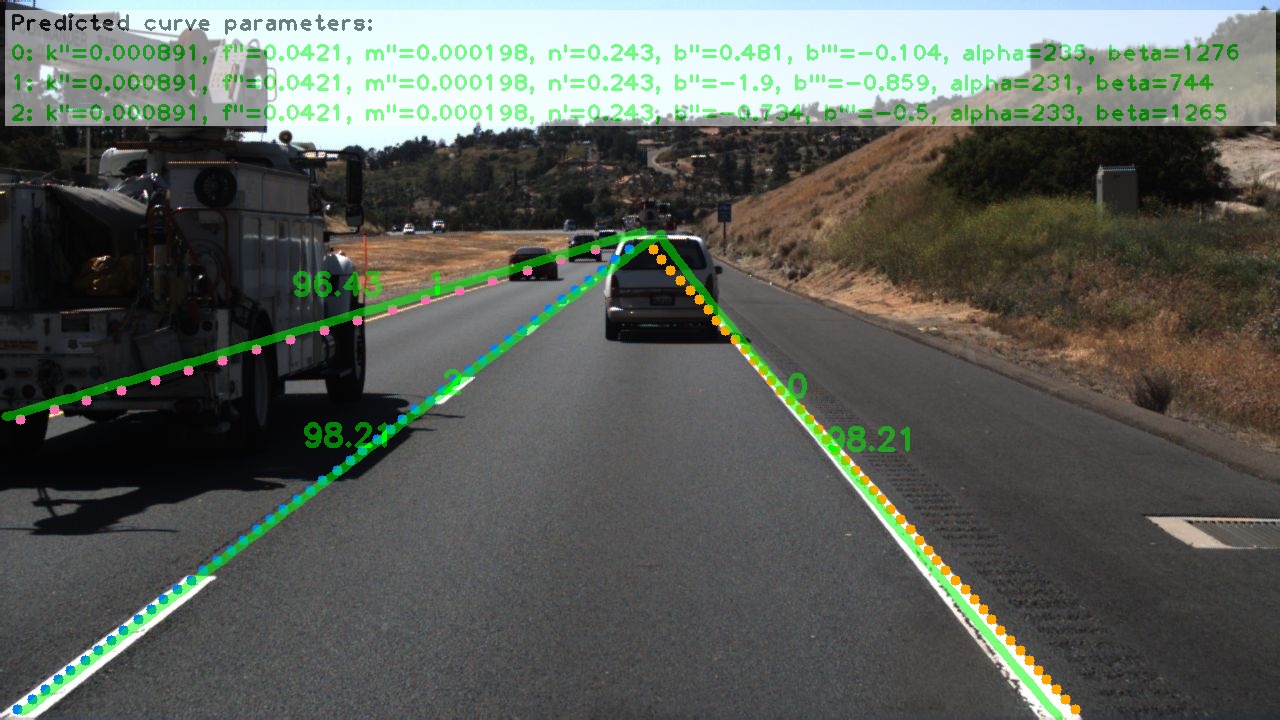 Predicted curve parameters:
0: k''=0.000891, f''=0.0421, m''=0.000198, n'=0.243, b''=0.481, b'''=-0.104, alpha=235, beta=1276
1: k''=0.000891, f''=0.0421, m''=0.000198, n'=0.243, b''=-1.9, b'''=-0.859, alpha=231, beta=744
2: k''=0.000891, f''=0.0421, m''=0.000198, n'=0.243, b''=-0.734, b'''=-0.5, alpha=233, beta=1265
96.43 1
2 0
98.21 98.21